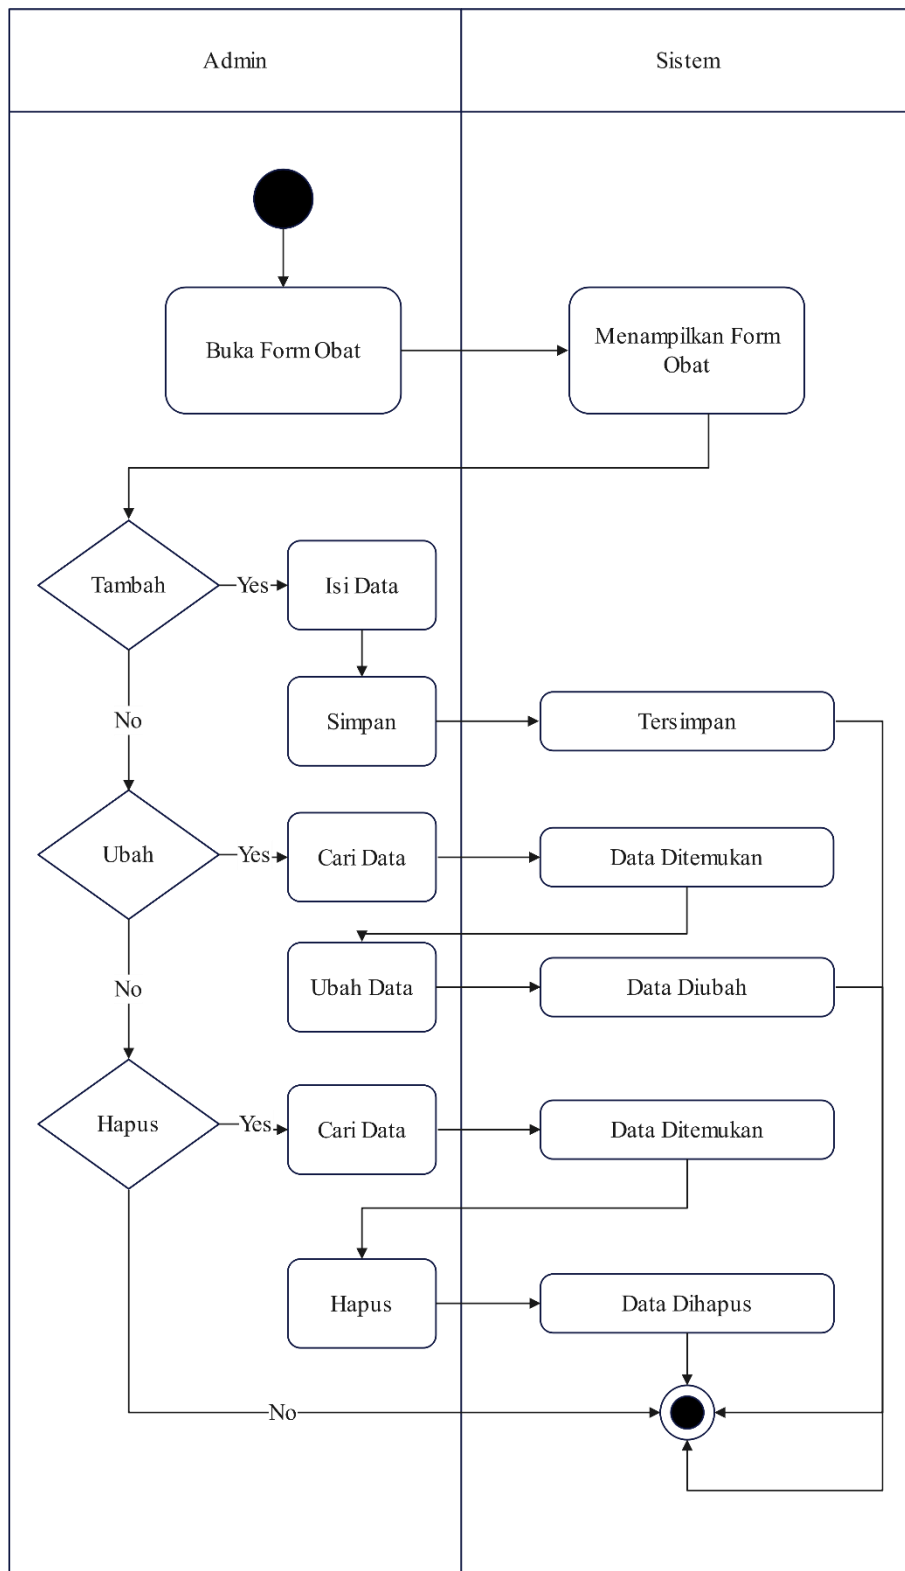 Admin
Sistem
Buka Form Obat
Menampilkan Form
Obat
Tambah
Yes
Isi Data
No
Simpan
Tersimpan
Ubah
Yes
Cari Data
Data Ditemukan
No
Ubah Data
Data Diubah
Hapus
Yes
Cari Data
Data Ditemukan
Hapus
Data Dihapus
No